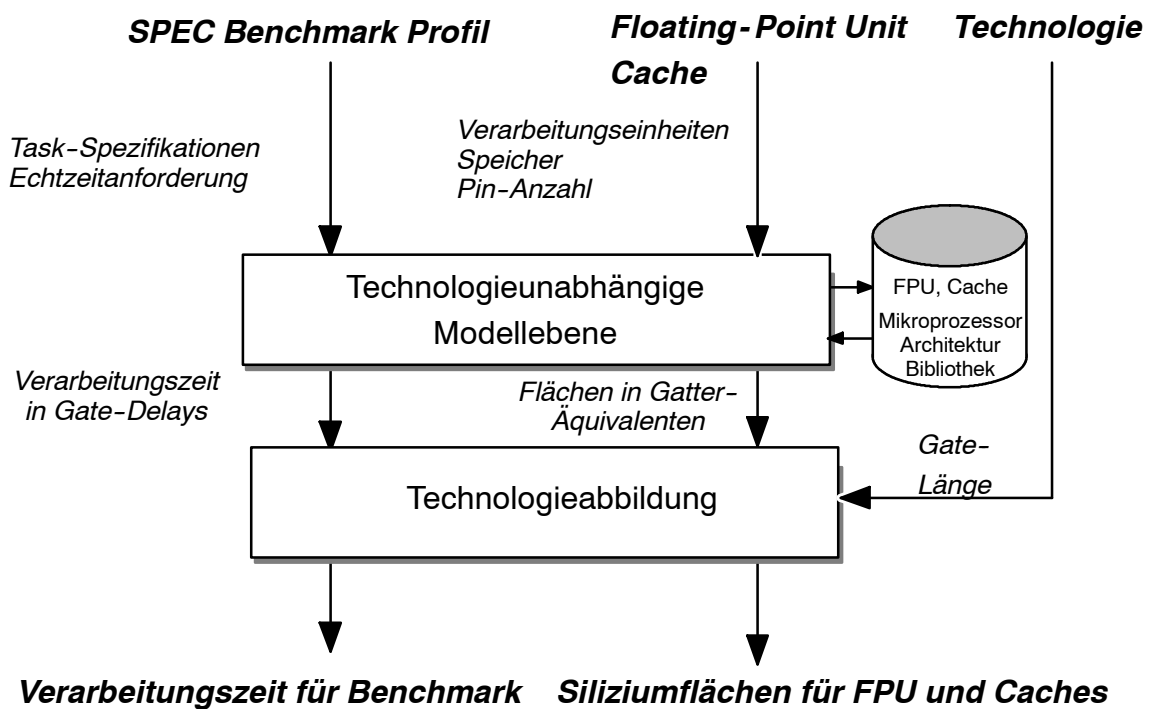 SPEC Benchmark Profil
Floating-Point Unit
Cache
Technologie
Task-Spezifikationen
Echtzeitanforderung
Verarbeitungseinheiten
Speicher
Pin-Anzahl
Technologieunabhängige
Modellebene
FPU, Cache
Mikroprozessor
Architektur
Bibliothek
Verarbeitungszeit
in Gate-Delays
Flächen in Gatter-
Äquivalenten
Gate-
Länge
Technologieabbildung
Verarbeitungszeit für Benchmark
Siliziumflächen für FPU und Caches